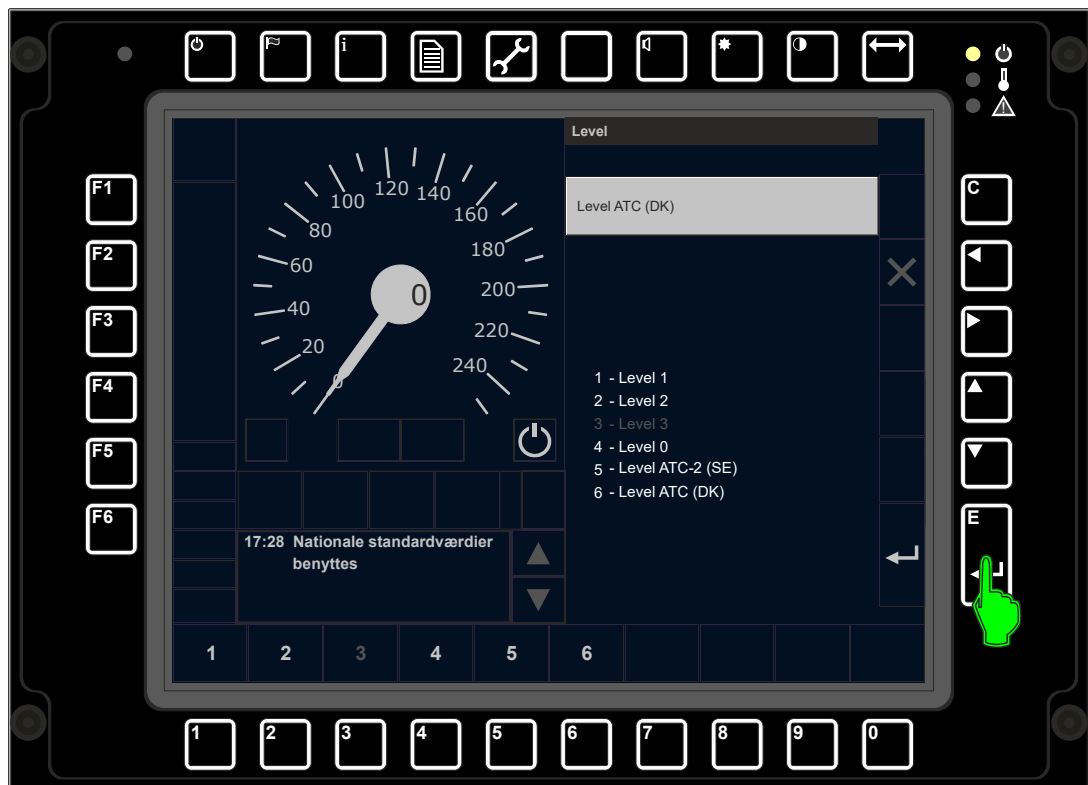 i
Level
F1
C
Level ATC (DK)
0
20
40
60
80
100
120
140
160
180
200
220
240
0
F2
F3
F4
F5
F6
E
1 - Level 1
2 - Level 2
3 - Level 3
4 - Level 0
5 - Level ATC-2 (SE)
6 - Level ATC (DK)
17:28 Nationale standardværdier
benyttes
1 2 3 4 5 6
1 2 3 4 5 6 7 8 9 0